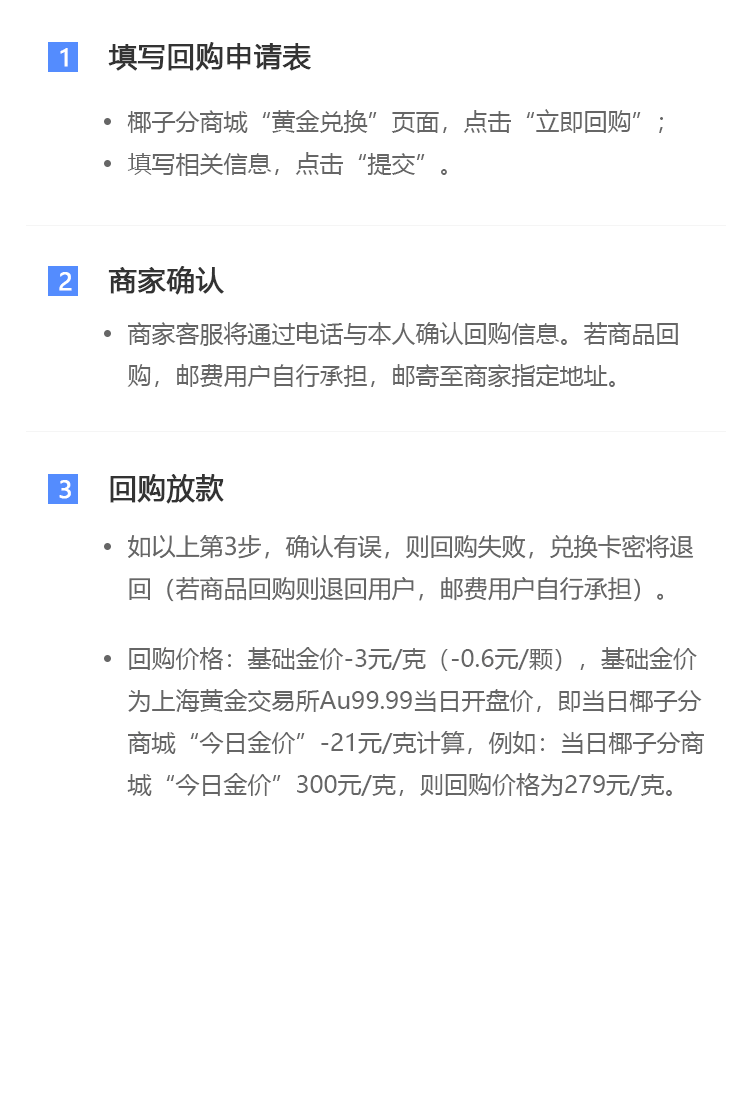 1 填写回购申请表
• 椰子分商城“黄金兑换”页面，点击“立即回购”；
• 填写相关信息，点击“提交”。
2 商家确认
• 商家客服将通过电话与本人确认回购信息。若商品回
购，邮费用户自行承担，邮寄至商家指定地址。
3 回购放款
• 如以上第3步，确认有误，则回购失败，兑换卡密将退
回（若商品回购则退回用户，邮费用户自行承担）。
• 回购价格：基础金价-3元/克（-0.6元/颗），基础金价
为上海黄金交易所Au99.99当日开盘价，即当日椰子分
商城“今日金价”-21元/克计算，例如：当日椰子分商
城“今日金价”300元/克，则回购价格为279元/克。